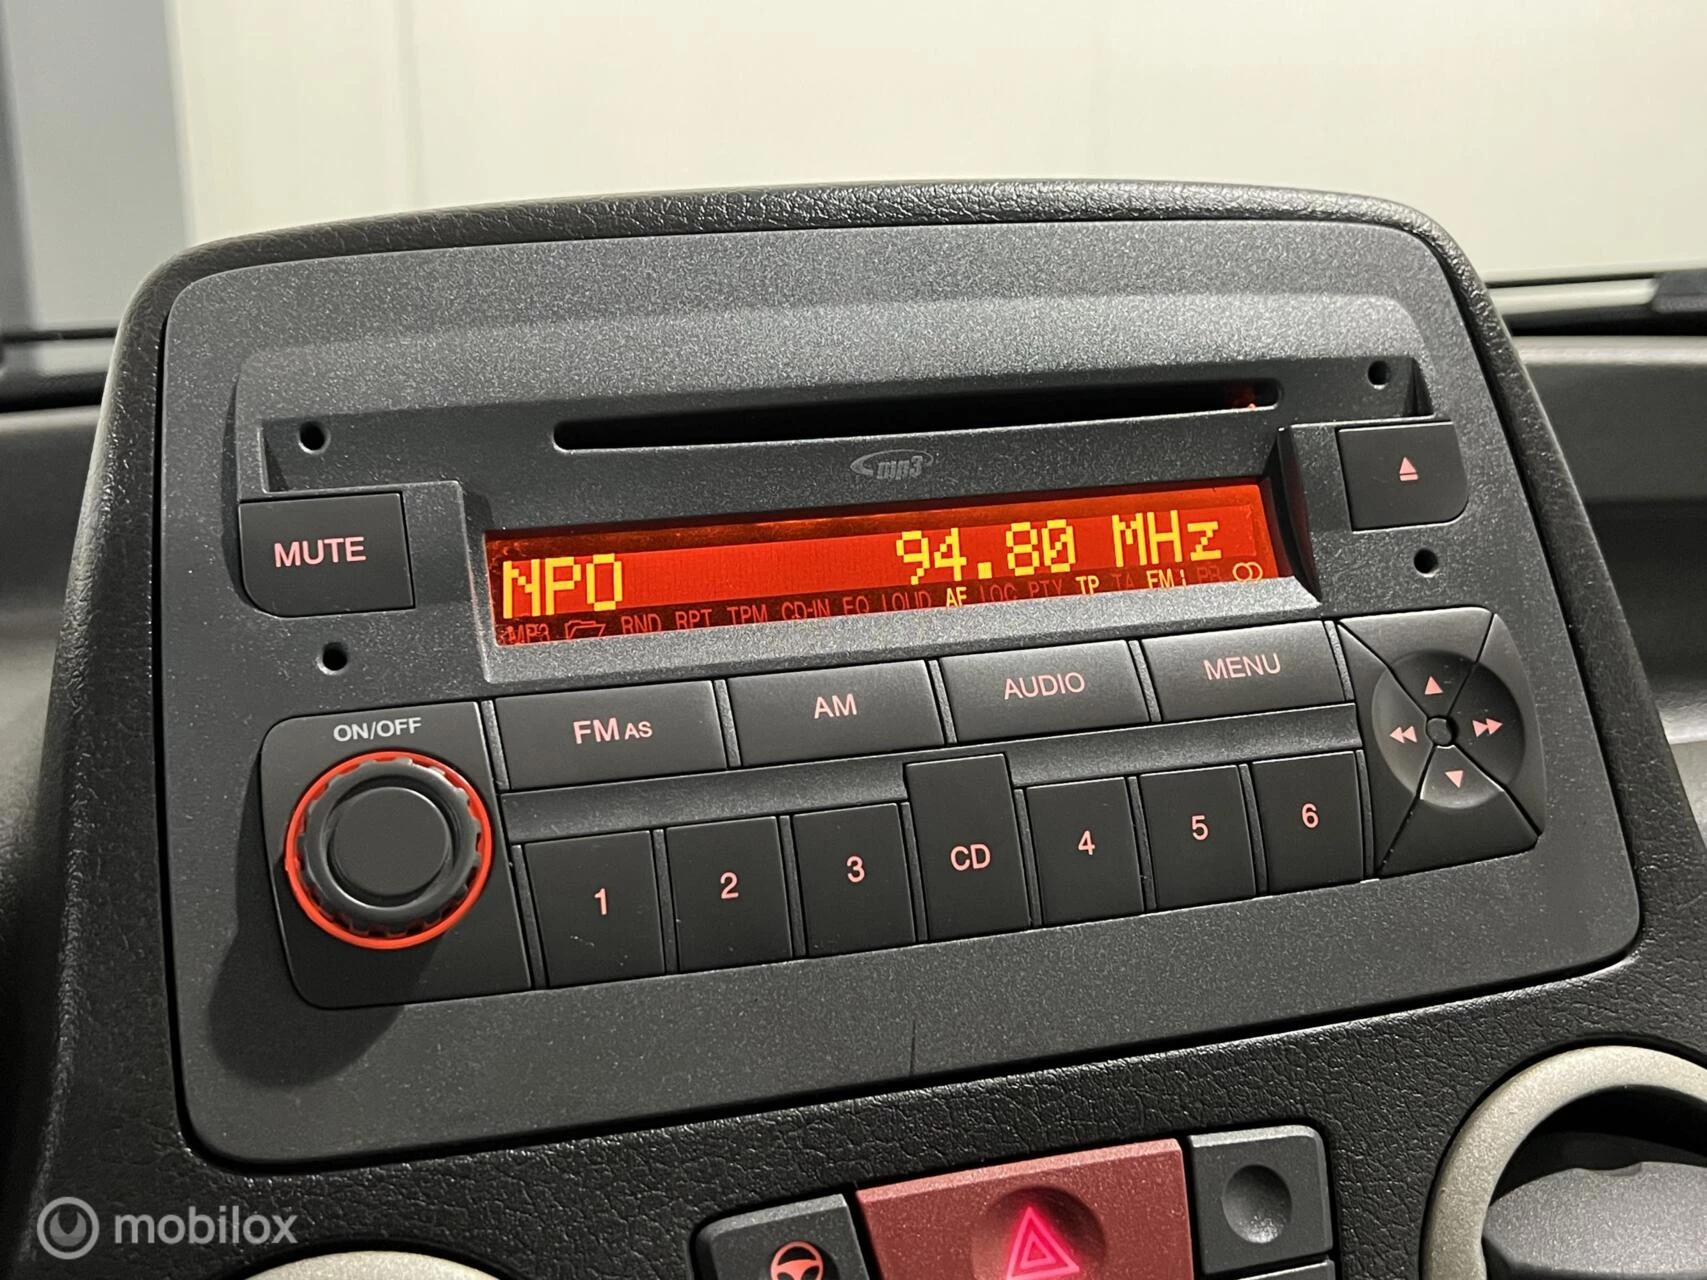 mp3
MUTE
NPO 94.80 MHz
MP3 RND RPT TPM CD-IN EQ LOUD AF LOC PTY TP TA FM
ON/OFF
FM AS AM AUDIO MENU
1 2 3 CD 4 5 6
mobilox